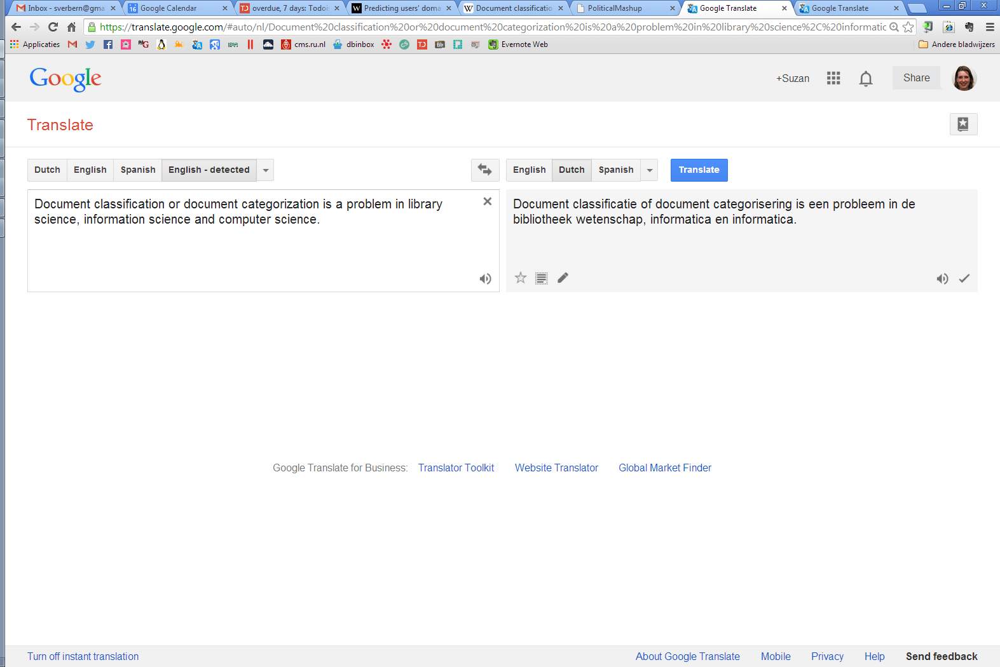 Inbox - sverbern@gma
Google Calendar
overdue, 7 days: Todois
Predicting users' doma
Document classificatio
PoliticalMashup
Google Translate
Google Translate
https://translate.google.com/#auto/nl/Document%20classification%20or%20document%20categorization%20is%20a%20problem%20in%20library%20science%2C%20informatic
Applicaties
cms.ru.nl
dbinbox
Evernote Web
Andere bladwijzers
Google
+Suzan
Share
Translate
Dutch English Spanish English - detected
English Dutch Spanish
Translate
Document classification or document categorization is a problem in library
science, information science and computer science.
Document classificatie of document categorisering is een probleem in de
bibliotheek wetenschap, informatica en informatica.
Google Translate for Business: Translator Toolkit Website Translator Global Market Finder
Turn off instant translation
About Google Translate Mobile Privacy Help Send feedback